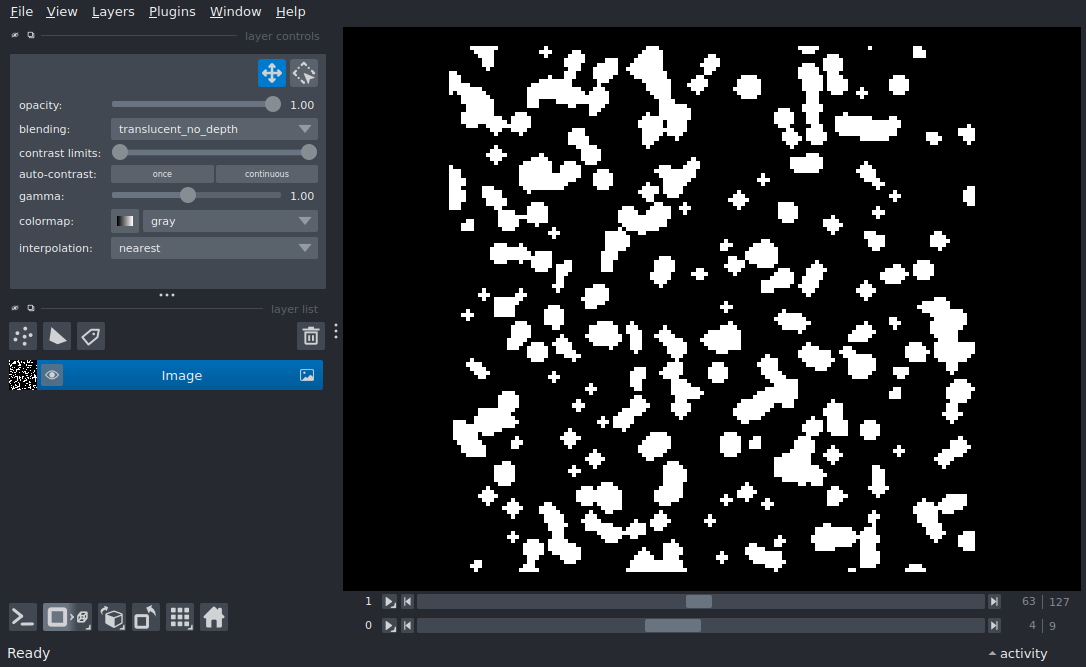 File View Layers Plugins Window Help
layer controls
opacity: 1.00
blending: translucent_no_depth
contrast limits:
auto-contrast: once continuous
gamma: 1.00
colormap: gray
interpolation: nearest
layer list
Image
1 63 127
0 4 9
Ready activity